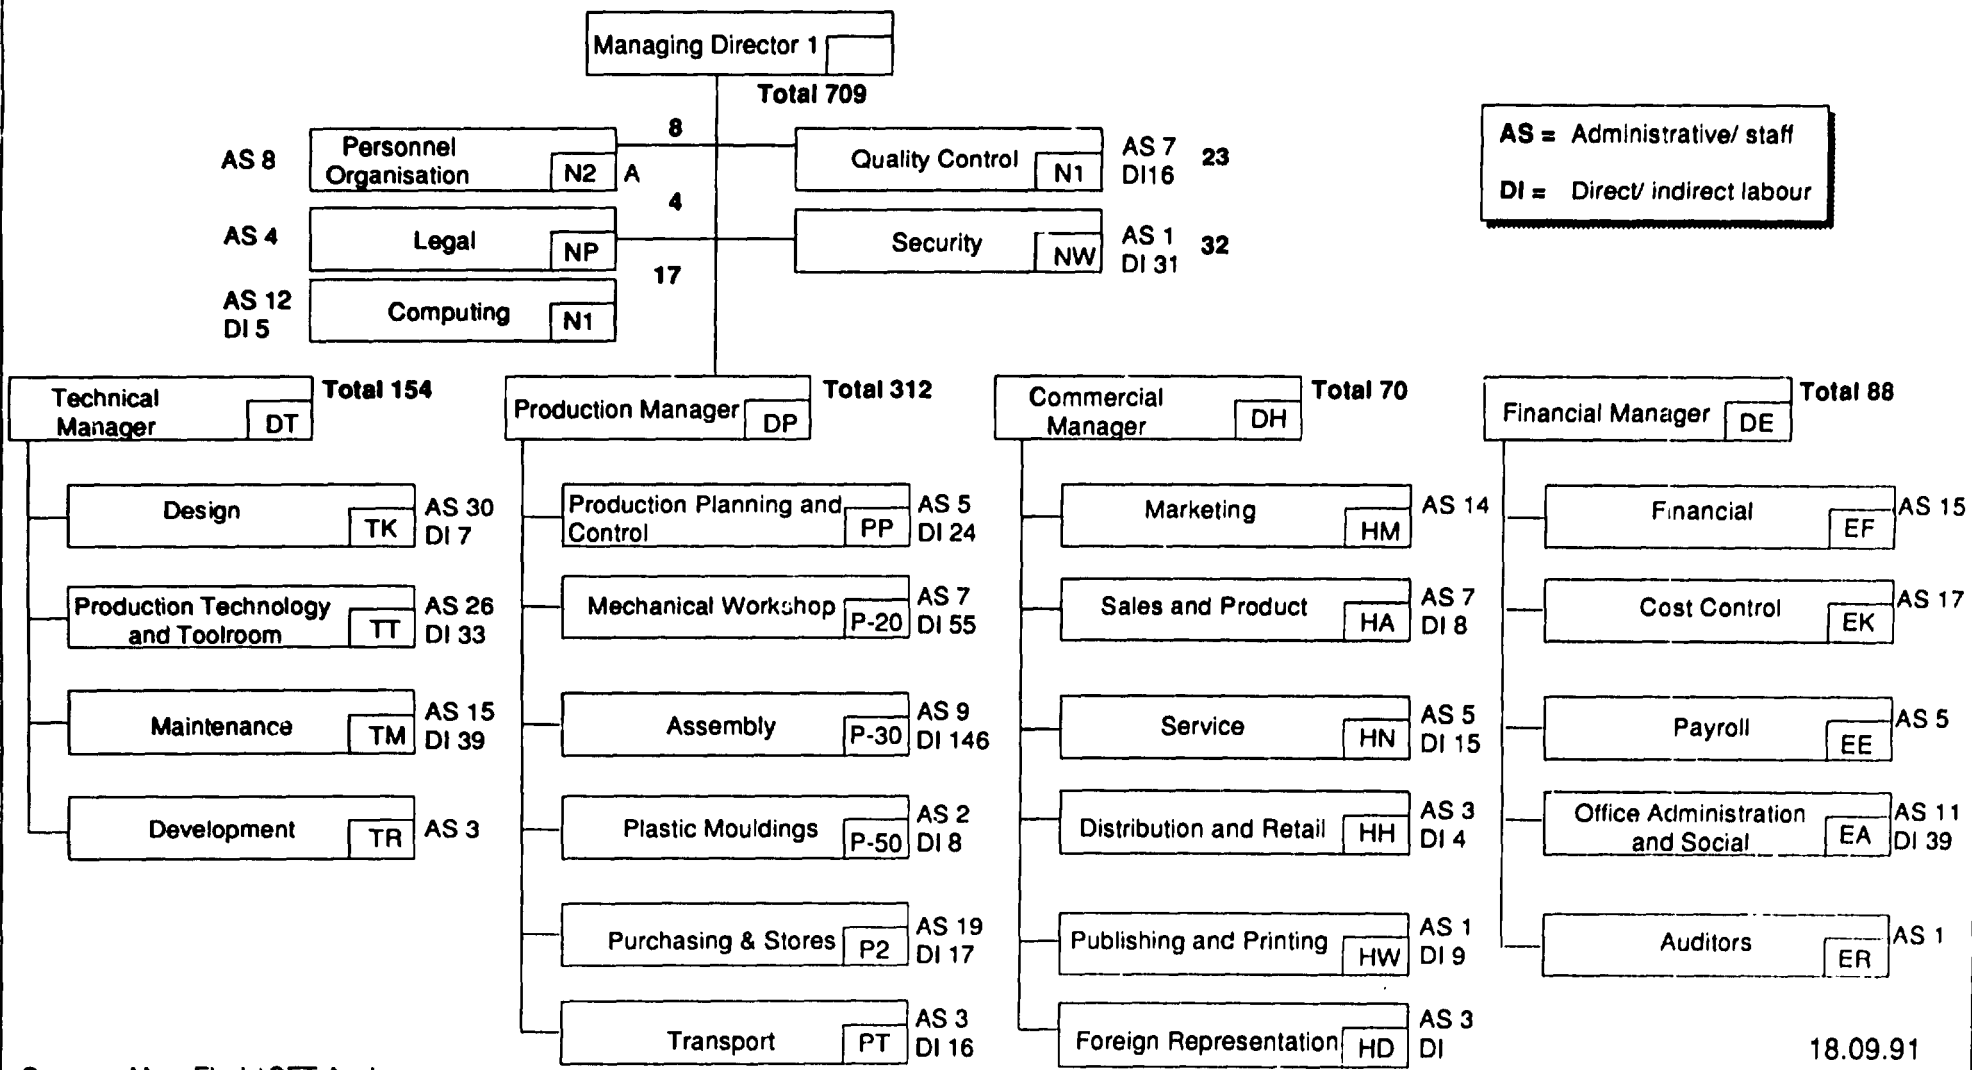 Managing Director 1
Total 709
AS = Administrative/ staff
DI = Direct/ indirect labour
AS 8
Personnel
Organisation
N2
A
8
Quality Control
N1
AS 7
DI16
23
AS 4
Legal
NP
4
Security
NW
AS 1
DI 31
32
AS 12
DI 5
Computing
N1
17
Technical
Manager
DT
Total 154
Design
TK
AS 30
DI 7
Production Technology
and Toolroom
TT
AS 26
DI 33
Maintenance
TM
AS 15
DI 39
Development
TR
AS 3
Production Manager
DP
Total 312
Production Planning and
Control
PP
AS 5
DI 24
Mechanical Workshop
P-20
AS 7
DI 55
Assembly
P-30
AS 9
DI 146
Plastic Mouldings
P-50
AS 2
DI 8
Purchasing & Stores
P2
AS 19
DI 17
Transport
PT
AS 3
DI 16
Commercial
Manager
DH
Total 70
Marketing
HM
AS 14
Sales and Product
HA
AS 7
DI 8
Service
HN
AS 5
DI 15
Distribution and Retail
HH
AS 3
DI 4
Publishing and Printing
HW
AS 1
DI 9
Foreign Representation
HD
AS 3
DI
Financial Manager
DE
Total 88
Financial
EF
AS 15
Cost Control
EK
AS 17
Payroll
EE
AS 5
Office Administration
and Social
EA
AS 11
DI 39
Auditors
ER
AS 1
18.09.91